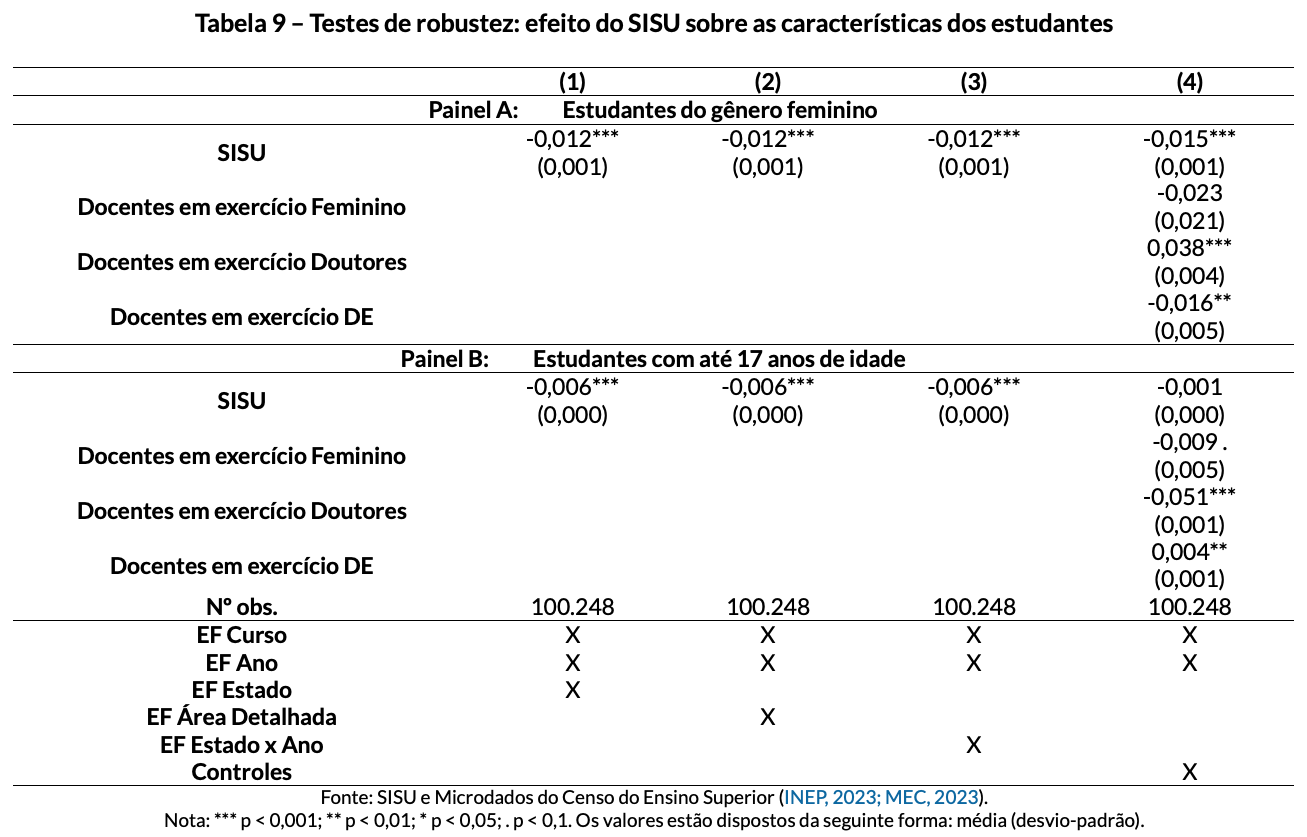 Tabela 9 – Testes de robustez: efeito do SISU sobre as características dos estudantes
(1) (2) (3) (4)
Painel A: Estudantes do gênero feminino
SISU -0,012*** -0,012*** -0,012*** -0,015***
(0,001) (0,001) (0,001) (0,001)
Docentes em exercício Feminino -0,023
(0,021)
Docentes em exercício Doutores 0,038***
(0,004)
Docentes em exercício DE -0,016**
(0,005)
Painel B: Estudantes com até 17 anos de idade
SISU -0,006*** -0,006*** -0,006*** -0,001
(0,000) (0,000) (0,000) (0,000)
Docentes em exercício Feminino -0,009 .
(0,005)
Docentes em exercício Doutores -0,051***
(0,001)
Docentes em exercício DE 0,004**
(0,001)
Nº obs. 100.248 100.248 100.248 100.248
EF Curso X X X X
EF Ano X X X X
EF Estado X
EF Área Detalhada X
EF Estado x Ano X
Controles X
Fonte: SISU e Microdados do Censo do Ensino Superior (INEP, 2023; MEC, 2023).
Nota: *** p < 0,001; ** p < 0,01; * p < 0,05; . p < 0,1. Os valores estão dispostos da seguinte forma: média (desvio-padrão).